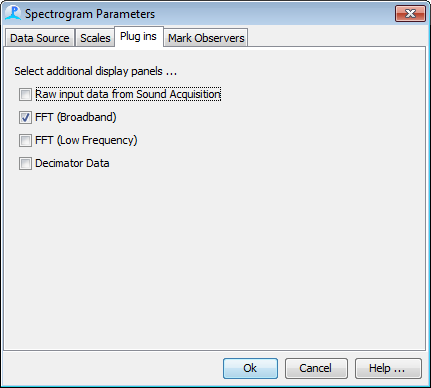 Spectrogram Parameters
Data Source Scales Plug ins Mark Observers
Select additional display panels ...
Raw input data from Sound Acquisition
FFT (Broadband)
FFT (Low Frequency)
Decimator Data
Ok Cancel Help ...